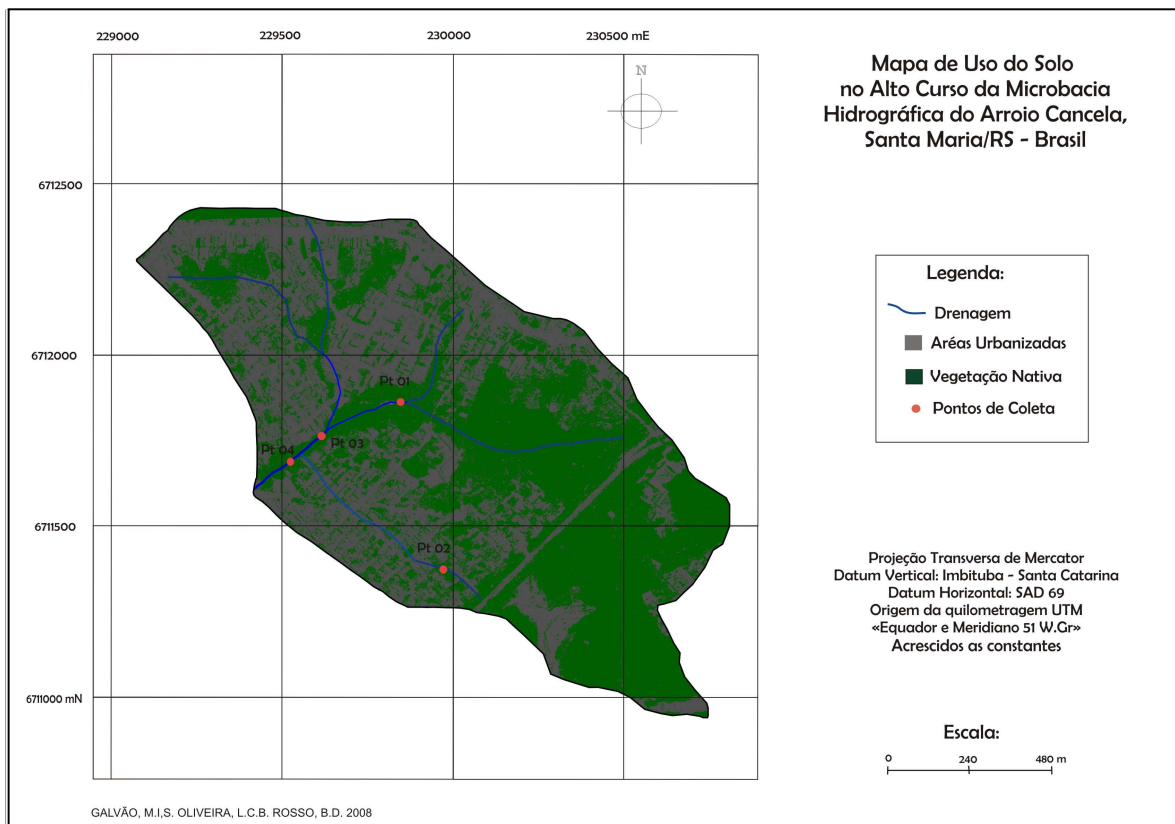 229000
229500
230000
230500 mE
Mapa de Uso do Solo
no Alto Curso da Microbacia
Hidrográfica do Arroio Cancela,
Santa Maria/RS - Brasil
N
6712500
6712000
6711500
6711000 mN
Pt 01
Pt 03
Pt 04
Pt 02
Legenda:
Drenagem
Aréas Urbanizadas
Vegetação Nativa
Pontos de Coleta
Projeção Transversa de Mercator
Datum Vertical: Imbituba - Santa Catarina
Datum Horizontal: SAD 69
Origem da quilometragem UTM
«Equador e Meridiano 51 W.Gr»
Acrescidos as constantes
Escala:
0 240 480 m
GALVÃO, M.I,S. OLIVEIRA, L.C.B. ROSSO, B.D. 2008